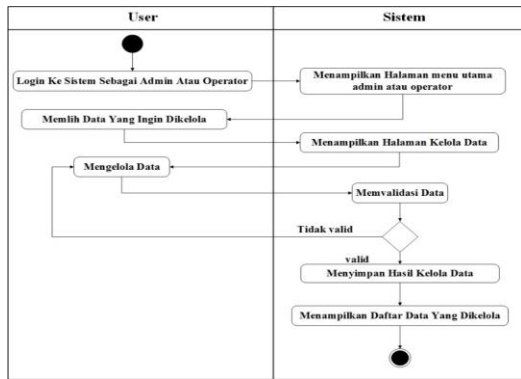 User
Sistem
Login Ke Sistem Sebagai Admin Atau Operator
Menampilkan Halaman menu utama
admin atau operator
Memlih Data Yang Ingin Dikelola
Menampilkan Halaman Kelola Data
Mengelola Data
Memvalidasi Data
Tidak valid
valid
Menyimpan Hasil Kelola Data
Menampilkan Daftar Data Yang Dikelola